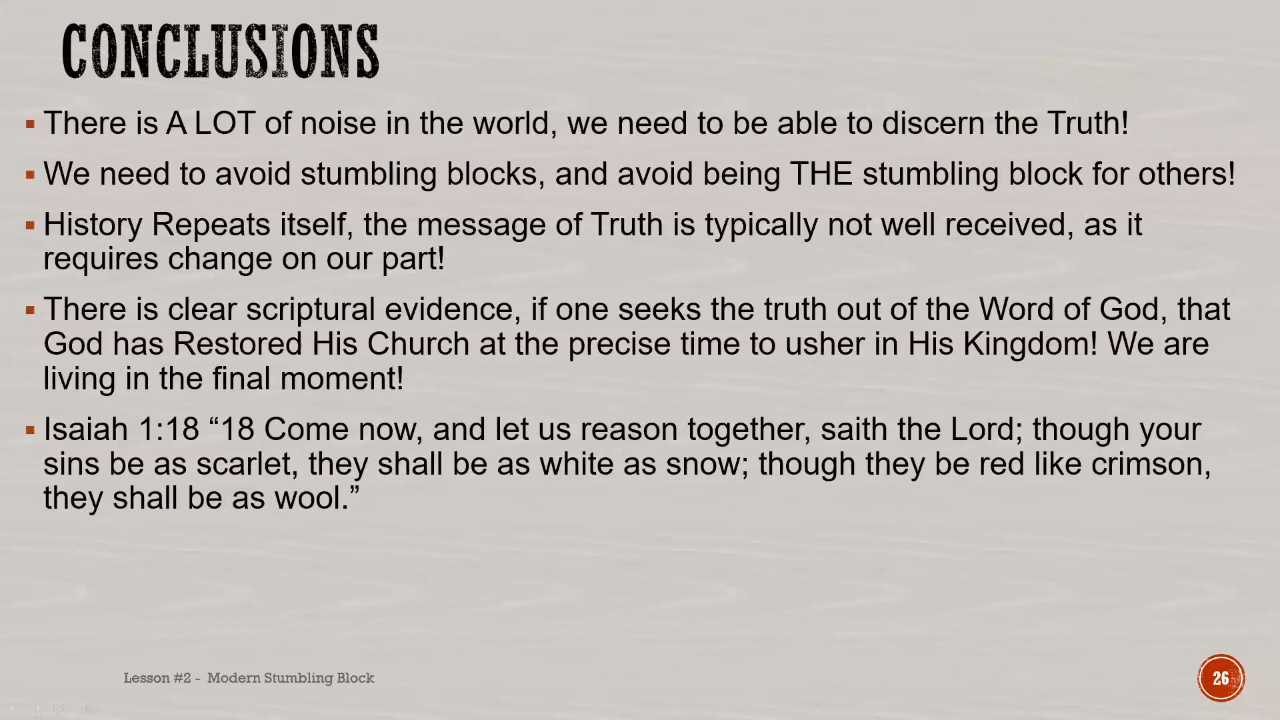 CONCLUSIONS
▪ There is A LOT of noise in the world, we need to be able to discern the Truth!
▪ We need to avoid stumbling blocks, and avoid being THE stumbling block for others!
▪ History Repeats itself, the message of Truth is typically not well received, as it
requires change on our part!
▪ There is clear scriptural evidence, if one seeks the truth out of the Word of God, that
God has Restored His Church at the precise time to usher in His Kingdom! We are
living in the final moment!
▪ Isaiah 1:18 “18 Come now, and let us reason together, saith the Lord; though your
sins be as scarlet, they shall be as white as snow; though they be red like crimson,
they shall be as wool.”
Lesson #2 - Modern Stumbling Block
26